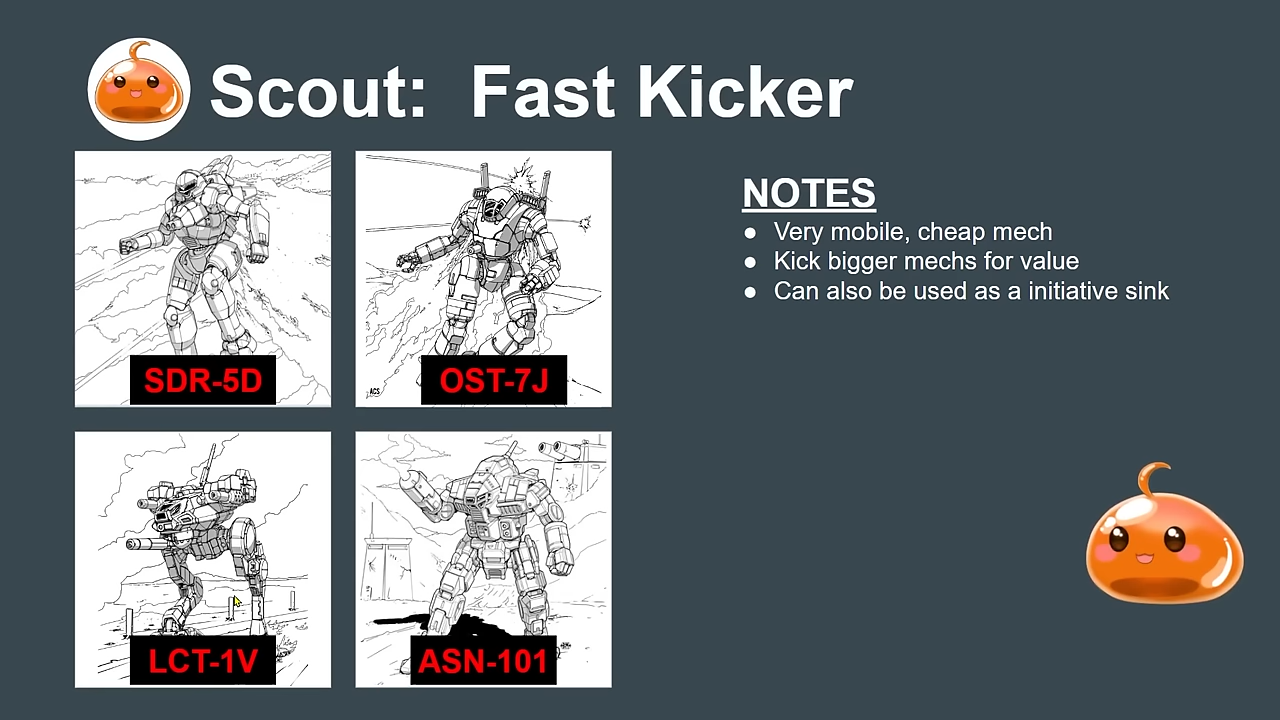 Scout:  Fast Kicker
SDR-5D
OST-7J
LCT-1V
ASN-101
NOTES
● Very mobile, cheap mech
● Kick bigger mechs for value
● Can also be used as a initiative sink
ACS